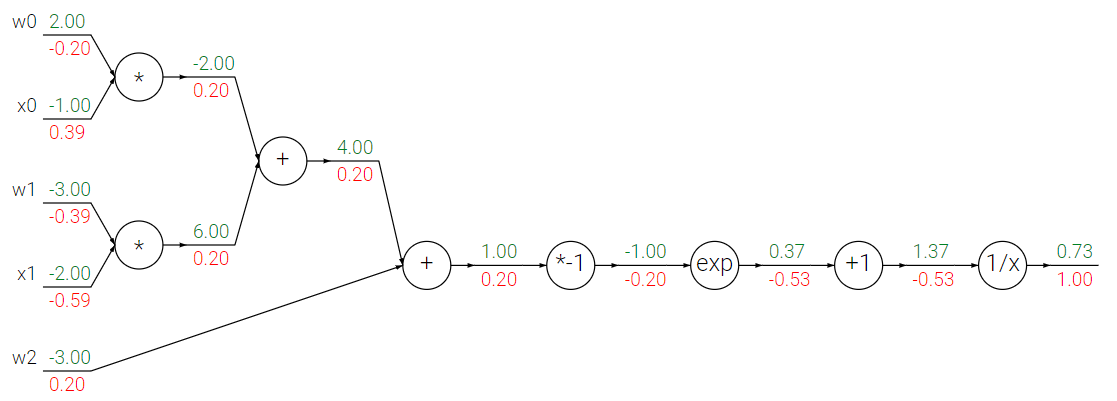 w0 2.00
-0.20
* -2.00
0.20
x0 -1.00
0.39
+ 4.00
0.20
w1 -3.00
-0.39
* 6.00
0.20
x1 -2.00
-0.59
+ 1.00 *-1 -1.00 exp 0.37 +1 1.37 1/x 0.73
0.20 -0.20 -0.53 -0.53 1.00
w2 -3.00
0.20